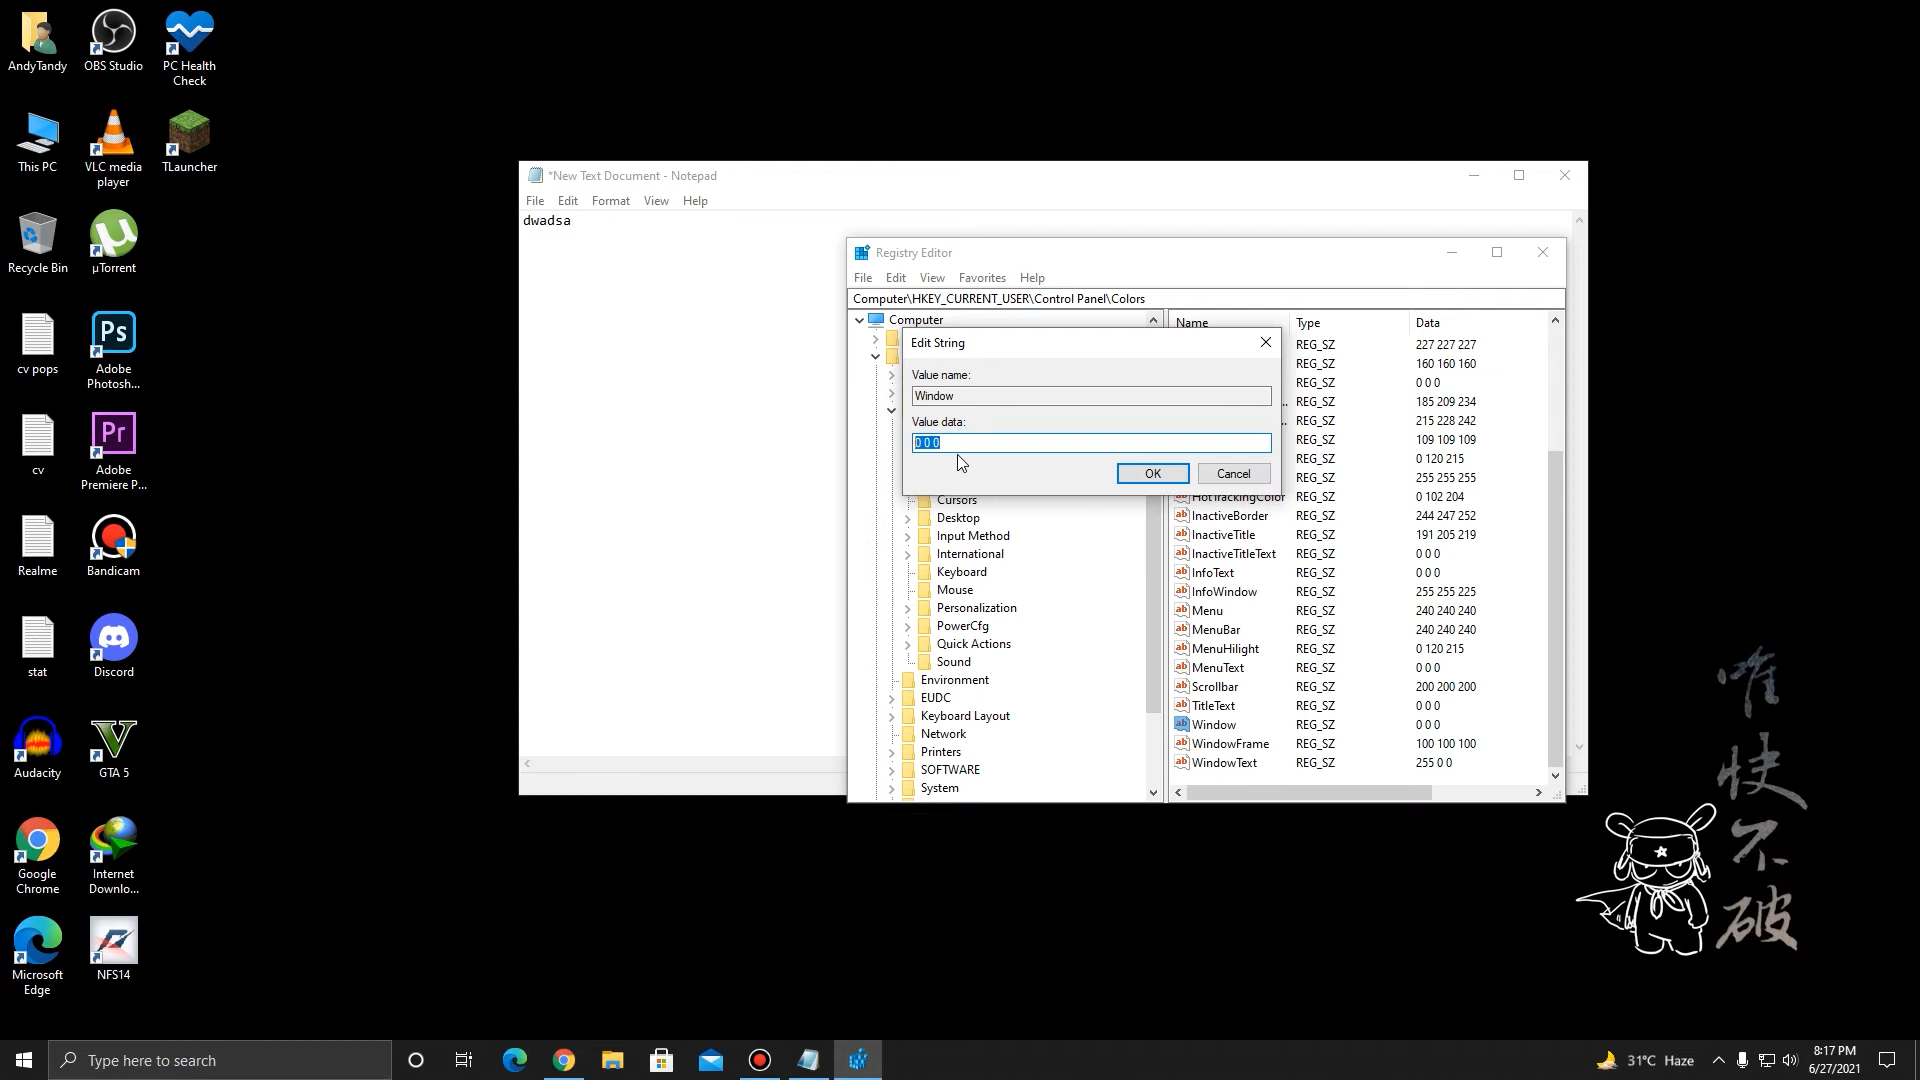 AndyTandy
OBS Studio
PC Health
Check
This PC
VLC media
player
TLauncher
Recycle Bin
µTorrent
cv pops
Adobe
Photosh...
cv
Adobe
Premiere P...
Realme
Bandicam
stat
Discord
Audacity
GTA 5
Google
Chrome
Internet
Downlo...
Microsoft
Edge
NFS14
*New Text Document - Notepad
File Edit Format View Help
dwadsa
Registry Editor
File Edit View Favorites Help
Computer\HKEY_CURRENT_USER\Control Panel\Colors
Computer
Edit String
Value name:
Window
Value data:
0 0 0
OK Cancel
Cursors
Desktop
Input Method
International
Keyboard
Mouse
Personalization
PowerCfg
Quick Actions
Sound
Environment
EUDC
Keyboard Layout
Network
Printers
SOFTWARE
System
Name Type Data
REG_SZ 227 227 227
REG_SZ 160 160 160
REG_SZ 0 0 0
... REG_SZ 185 209 234
... REG_SZ 215 228 242
REG_SZ 109 109 109
REG_SZ 0 120 215
REG_SZ 255 255 255
HotTrackingColor REG_SZ 0 102 204
InactiveBorder REG_SZ 244 247 252
InactiveTitle REG_SZ 191 205 219
InactiveTitleText REG_SZ 0 0 0
InfoText REG_SZ 0 0 0
InfoWindow REG_SZ 255 255 225
Menu REG_SZ 240 240 240
MenuBar REG_SZ 240 240 240
MenuHilight REG_SZ 0 120 215
MenuText REG_SZ 0 0 0
Scrollbar REG_SZ 200 200 200
TitleText REG_SZ 0 0 0
Window REG_SZ 0 0 0
WindowFrame REG_SZ 100 100 100
WindowText REG_SZ 255 0 0
唯
快
不
破
Type here to search
31°C Haze
8:17 PM
6/27/2021